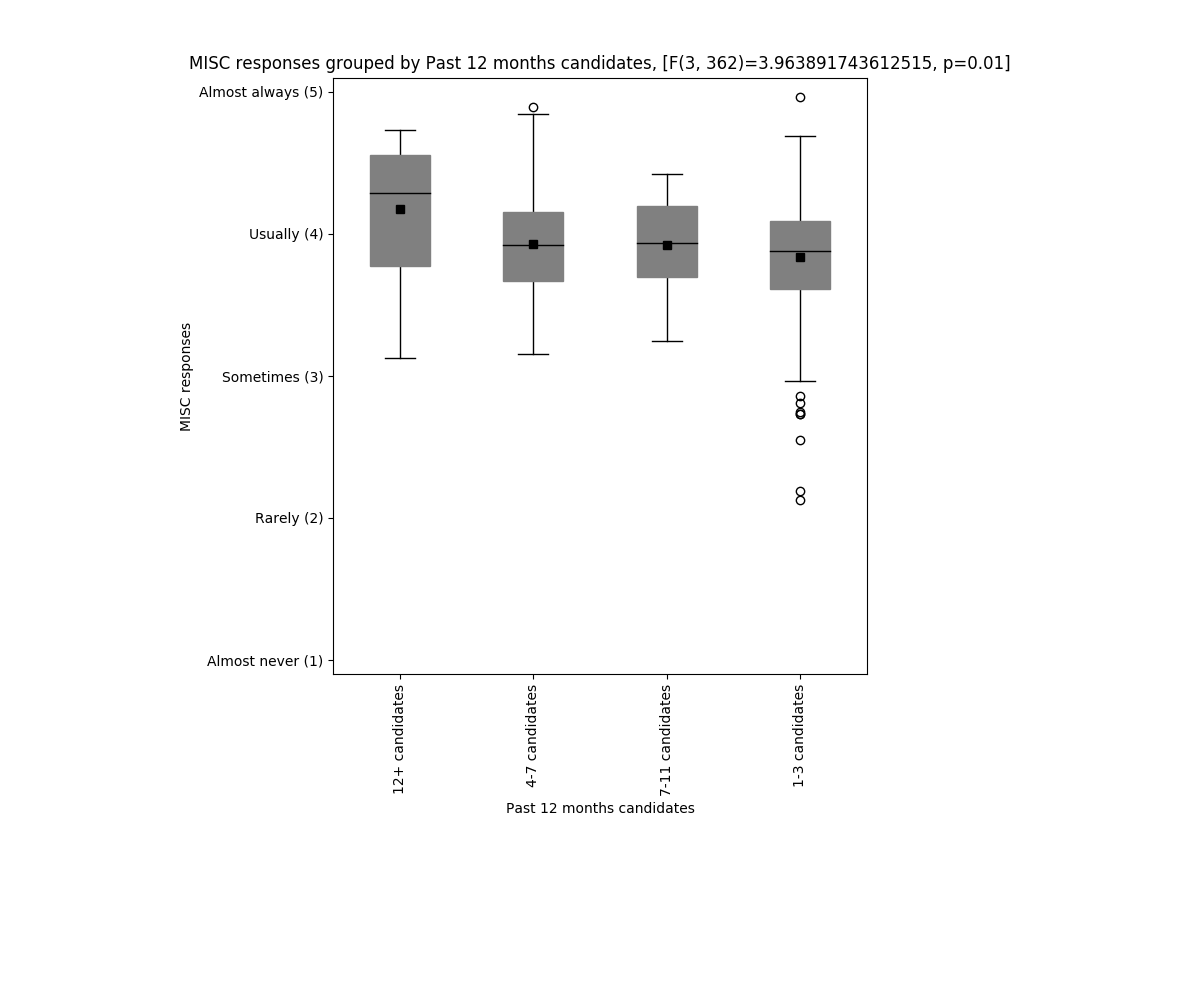 MISC responses grouped by Past 12 months candidates, [F(3, 362)=3.963891743612515, p=0.01]
Almost always (5)
Usually (4)
Sometimes (3)
Rarely (2)
Almost never (1)
MISC responses
12+ candidates
4-7 candidates
7-11 candidates
1-3 candidates
Past 12 months candidates